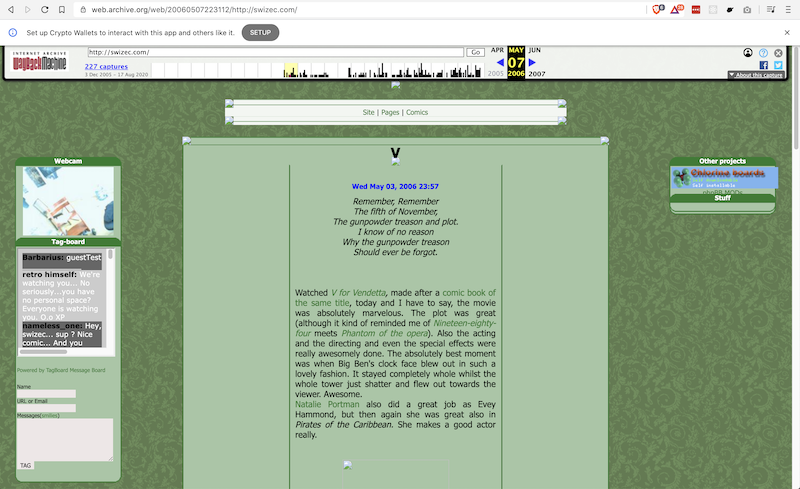 web.archive.org/web/20060507223112/http://swizec.com/
Set up Crypto Wallets to interact with this app and others like it. SETUP
INTERNET ARCHIVE
WayBackMachine
http://swizec.com/ Go
227 captures
3 Dec 2005 – 17 Aug 2020
APR MAY JUN
07
2005 2006 2007
About this capture
Site | Pages | Comics
V
Wed May 03, 2006 23:57
Remember, Remember
The fifth of November,
The gunpowder treason and plot.
I know of no reason
Why the gunpowder treason
Should ever be forgot.
Watched V for Vendetta, made after a comic book of
the same title, today and I have to say, the movie
was absolutely marvelous. The plot was great
(although it kind of reminded me of Nineteen-eighty-
four meets Phantom of the opera). Also the acting
and the directing and even the special effects were
really awesomely done. The absolutely best moment
was when Big Ben's clock face blew out in such a
lovely fashion. It stayed completely whole whilst the
whole tower just shatter and flew out towards the
viewer. Awesome.
Natalie Portman also did a great job as Evey
Hammond, but then again she was great also in
Pirates of the Caribbean. She makes a good actor
really.
Webcam
Tag-board
Barbarius: guestTest
retro himself: We're
watching you... No
seriously...you have
no personal space?
Everyone is watching
you. O.o XP
nameless_one: Hey,
swizec... sup ? Nice
comic... And you
Powered by TagBoard Message Board
Name
URL or Email
Messages(smilies)
TAG
Other projects
Chlorine boards
Self installable
phpBB MODs
Stuff